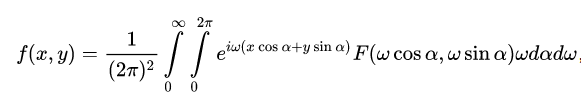 f(x, y) = \frac{1}{(2\pi)^2} \int_0^\infty \int_0^{2\pi} e^{i\omega(x \cos \alpha + y \sin \alpha)} F(\omega \cos \alpha, \omega \sin \alpha) \omega d\alpha d\omega,